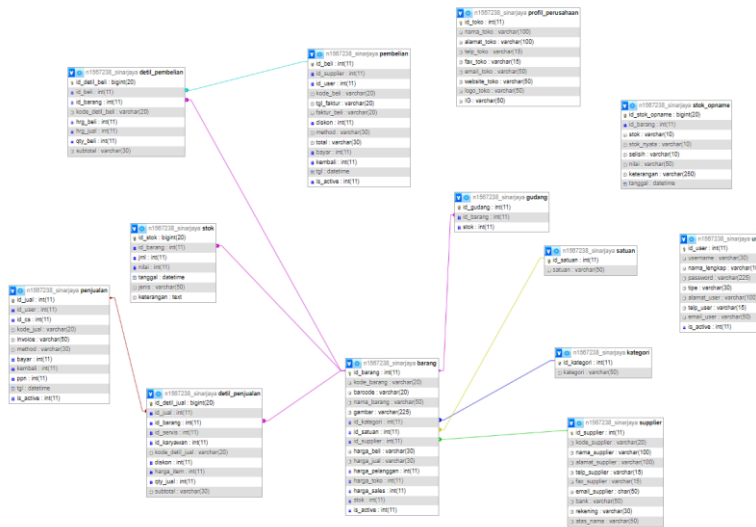 n1567238_sinarjaya profil_perusahaan
id_toko : int(11)
nama_toko : varchar(100)
alamat_toko : varchar(100)
telp_toko : varchar(15)
fax_toko : varchar(15)
email_toko : varchar(50)
website_toko : varchar(50)
logo_toko : varchar(50)
IG : varchar(50)
n1567238_sinarjaya pembelian
id_beli : int(11)
id_supplier : int(11)
id_user : int(11)
kode_beli : varchar(20)
tgl_faktur : varchar(20)
faktur_beli : varchar(20)
diskon : int(11)
method : varchar(30)
total : varchar(30)
bayar : int(11)
kembali : int(11)
tgl : datetime
is_active : int(11)
n1567238_sinarjaya detil_pembelian
id_detil_beli : bigint(20)
id_beli : int(11)
id_barang : int(11)
kode_detil_beli : varchar(20)
hrg_beli : int(11)
hrg_jual : int(11)
qty_beli : int(11)
subtotal : varchar(30)
n1567238_sinarjaya stok_opname
id_stok_opname : bigint(20)
id_barang : int(11)
stok : varchar(10)
stok_nyata : varchar(10)
selisih : varchar(10)
nilai : varchar(50)
keterangan : varchar(250)
tanggal : datetime
n1567238_sinarjaya gudang
id_gudang : int(11)
id_barang : int(11)
stok : int(11)
n1567238_sinarjaya stok
id_stok : bigint(20)
id_barang : int(11)
jml : int(11)
nilai : int(11)
tanggal : datetime
jenis : varchar(50)
keterangan : text
n1567238_sinarjaya satuan
id_satuan : int(11)
satuan : varchar(50)
n1567238_sinarjaya us
id_user : int(11)
username : varchar(30)
nama_lengkap : varchar(10
password : varchar(225)
tipe : varchar(30)
alamat_user : varchar(100)
telp_user : varchar(15)
email_user : varchar(50)
is_active : int(11)
n1567238_sinarjaya penjualan
id_jual : int(11)
id_user : int(11)
id_cs : int(11)
kode_jual : varchar(20)
invoice : varchar(50)
method : varchar(30)
bayar : int(11)
kembali : int(11)
ppn : int(11)
tgl : datetime
is_active : int(11)
n1567238_sinarjaya kategori
id_kategori : int(11)
kategori : varchar(50)
n1567238_sinarjaya barang
id_barang : int(11)
kode_barang : varchar(20)
barcode : varchar(20)
nama_barang : varchar(50)
gambar : varchar(225)
id_kategori : int(11)
id_satuan : int(11)
id_supplier : int(11)
harga_beli : varchar(30)
harga_jual : varchar(30)
harga_pelanggan : int(11)
harga_toko : int(11)
harga_sales : int(11)
stok : int(11)
is_active : int(11)
n1567238_sinarjaya detil_penjualan
id_detil_jual : bigint(20)
id_jual : int(11)
id_barang : int(11)
id_servis : int(11)
id_karyawan : int(11)
kode_detil_jual : varchar(20)
diskon : int(11)
harga_item : int(11)
qty_jual : int(11)
subtotal : varchar(30)
n1567238_sinarjaya supplier
id_supplier : int(11)
kode_supplier : varchar(20)
nama_supplier : varchar(100)
alamat_supplier : varchar(100)
telp_supplier : varchar(15)
fax_supplier : varchar(15)
email_supplier : char(50)
bank : varchar(50)
rekening : varchar(30)
atas_nama : varchar(50)